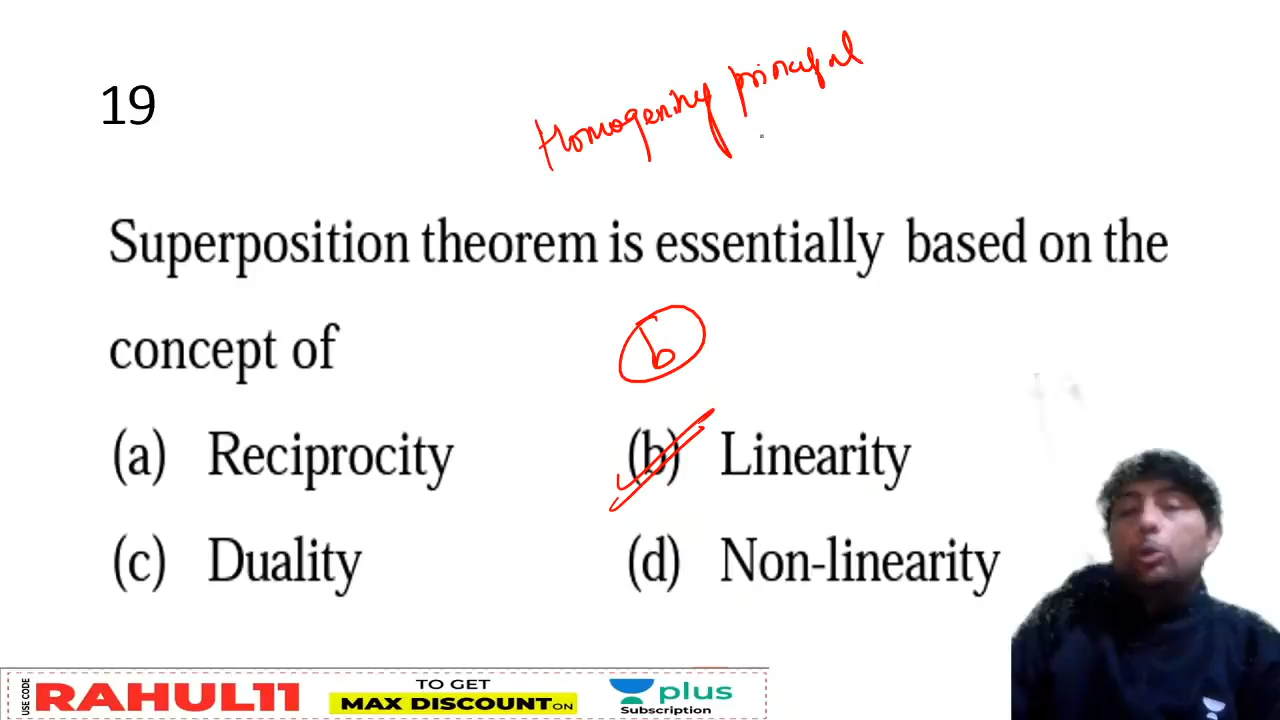 Homogenity principal
19
Superposition theorem is essentially based on the
concept of
b
(a) Reciprocity (b) Linearity
(c) Duality (d) Non-linearity
USE CODE RAHUL11 TO GET MAX DISCOUNT ON plus Subscription